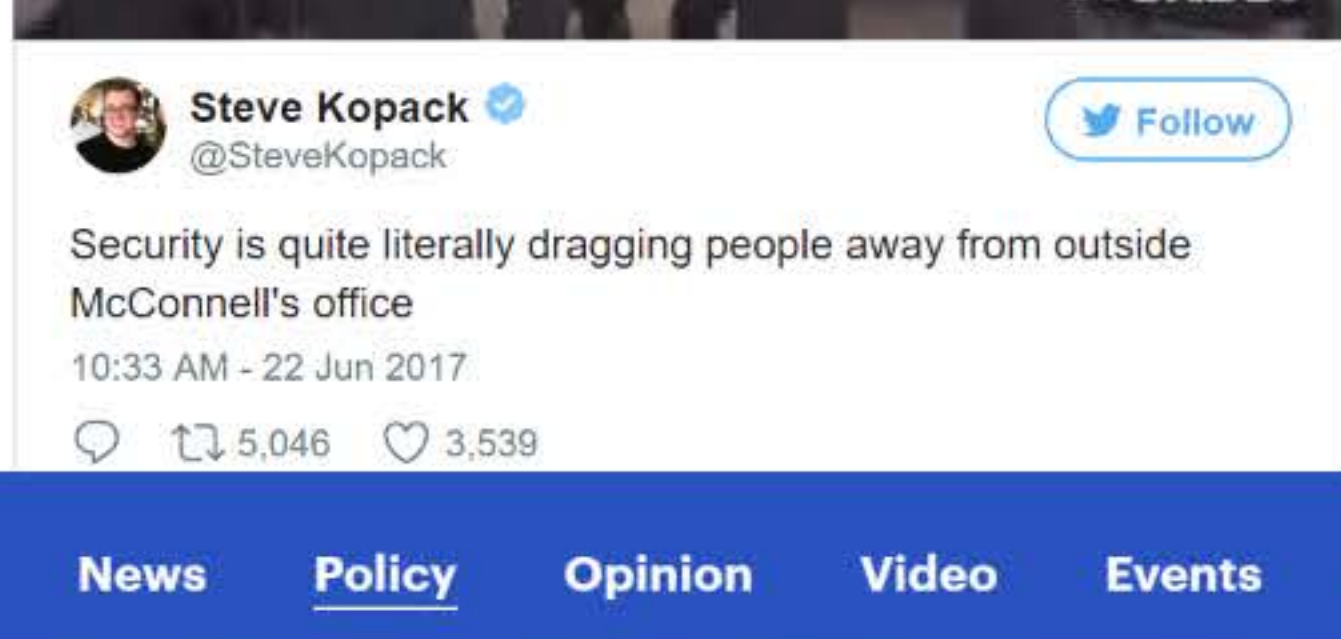 Steve Kopack
@SteveKopack
Follow
Security is quite literally dragging people away from outside
McConnell's office
10:33 AM - 22 Jun 2017
5,046 3,539
News Policy Opinion Video Events